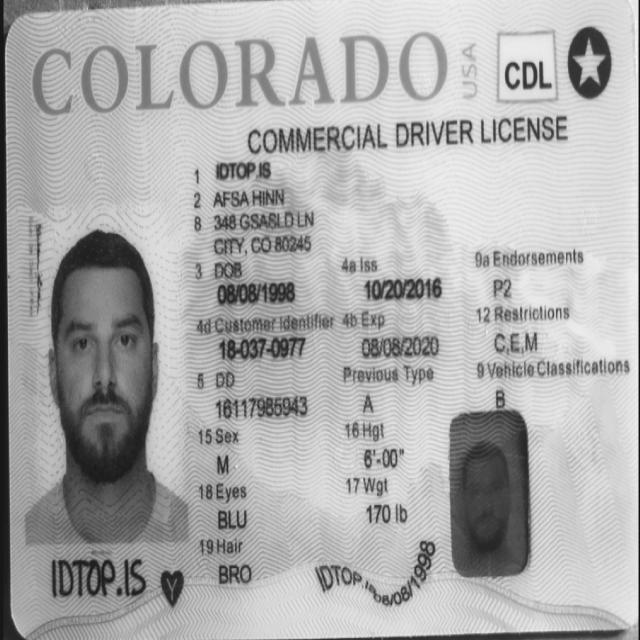 COLORADO
USA
CDL
COMMERCIAL DRIVER LICENSE
1 IDTOP.IS
2 AFSA HINN
8 348 GSASLD LN
CITY, CO 80245
3 DOB
08/08/1998
4a Iss
10/20/2016
9a Endorsements
P2
4d Customer Identifier
18-037-0977
4b Exp
08/08/2020
12 Restrictions
C,E,M
5 DD
16117985943
Previous Type
A
9 Vehicle Classifications
B
15 Sex
M
16 Hgt
6'-00"
18 Eyes
BLU
17 Wgt
170 lb
19 Hair
BRO
IDTOP.IS
IDTOP.IS 08/08/1998